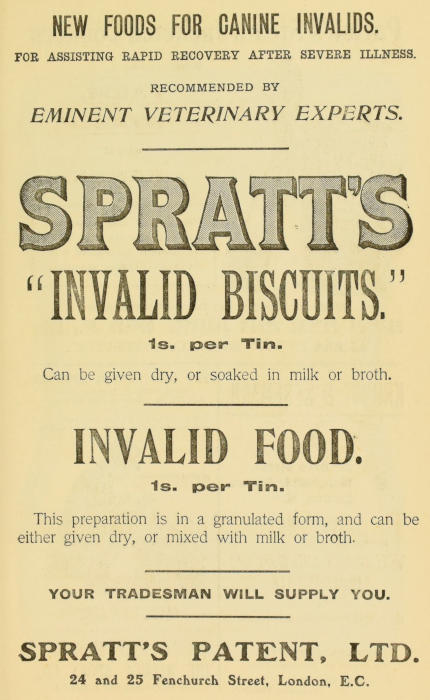 NEW FOODS FOR CANINE INVALIDS.
FOR ASSISTING RAPID RECOVERY AFTER SEVERE ILLNESS.
RECOMMENDED BY
EMINENT VETERINARY EXPERTS.
SPRATT'S
"INVALID BISCUITS."
1s. per Tin.
Can be given dry, or soaked in milk or broth.
INVALID FOOD.
1s. per Tin.
This preparation is in a granulated form, and can be
either given dry, or mixed with milk or broth.
YOUR TRADESMAN WILL SUPPLY YOU.
SPRATT'S PATENT, LTD.
24 and 25 Fenchurch Street, London, E.C.